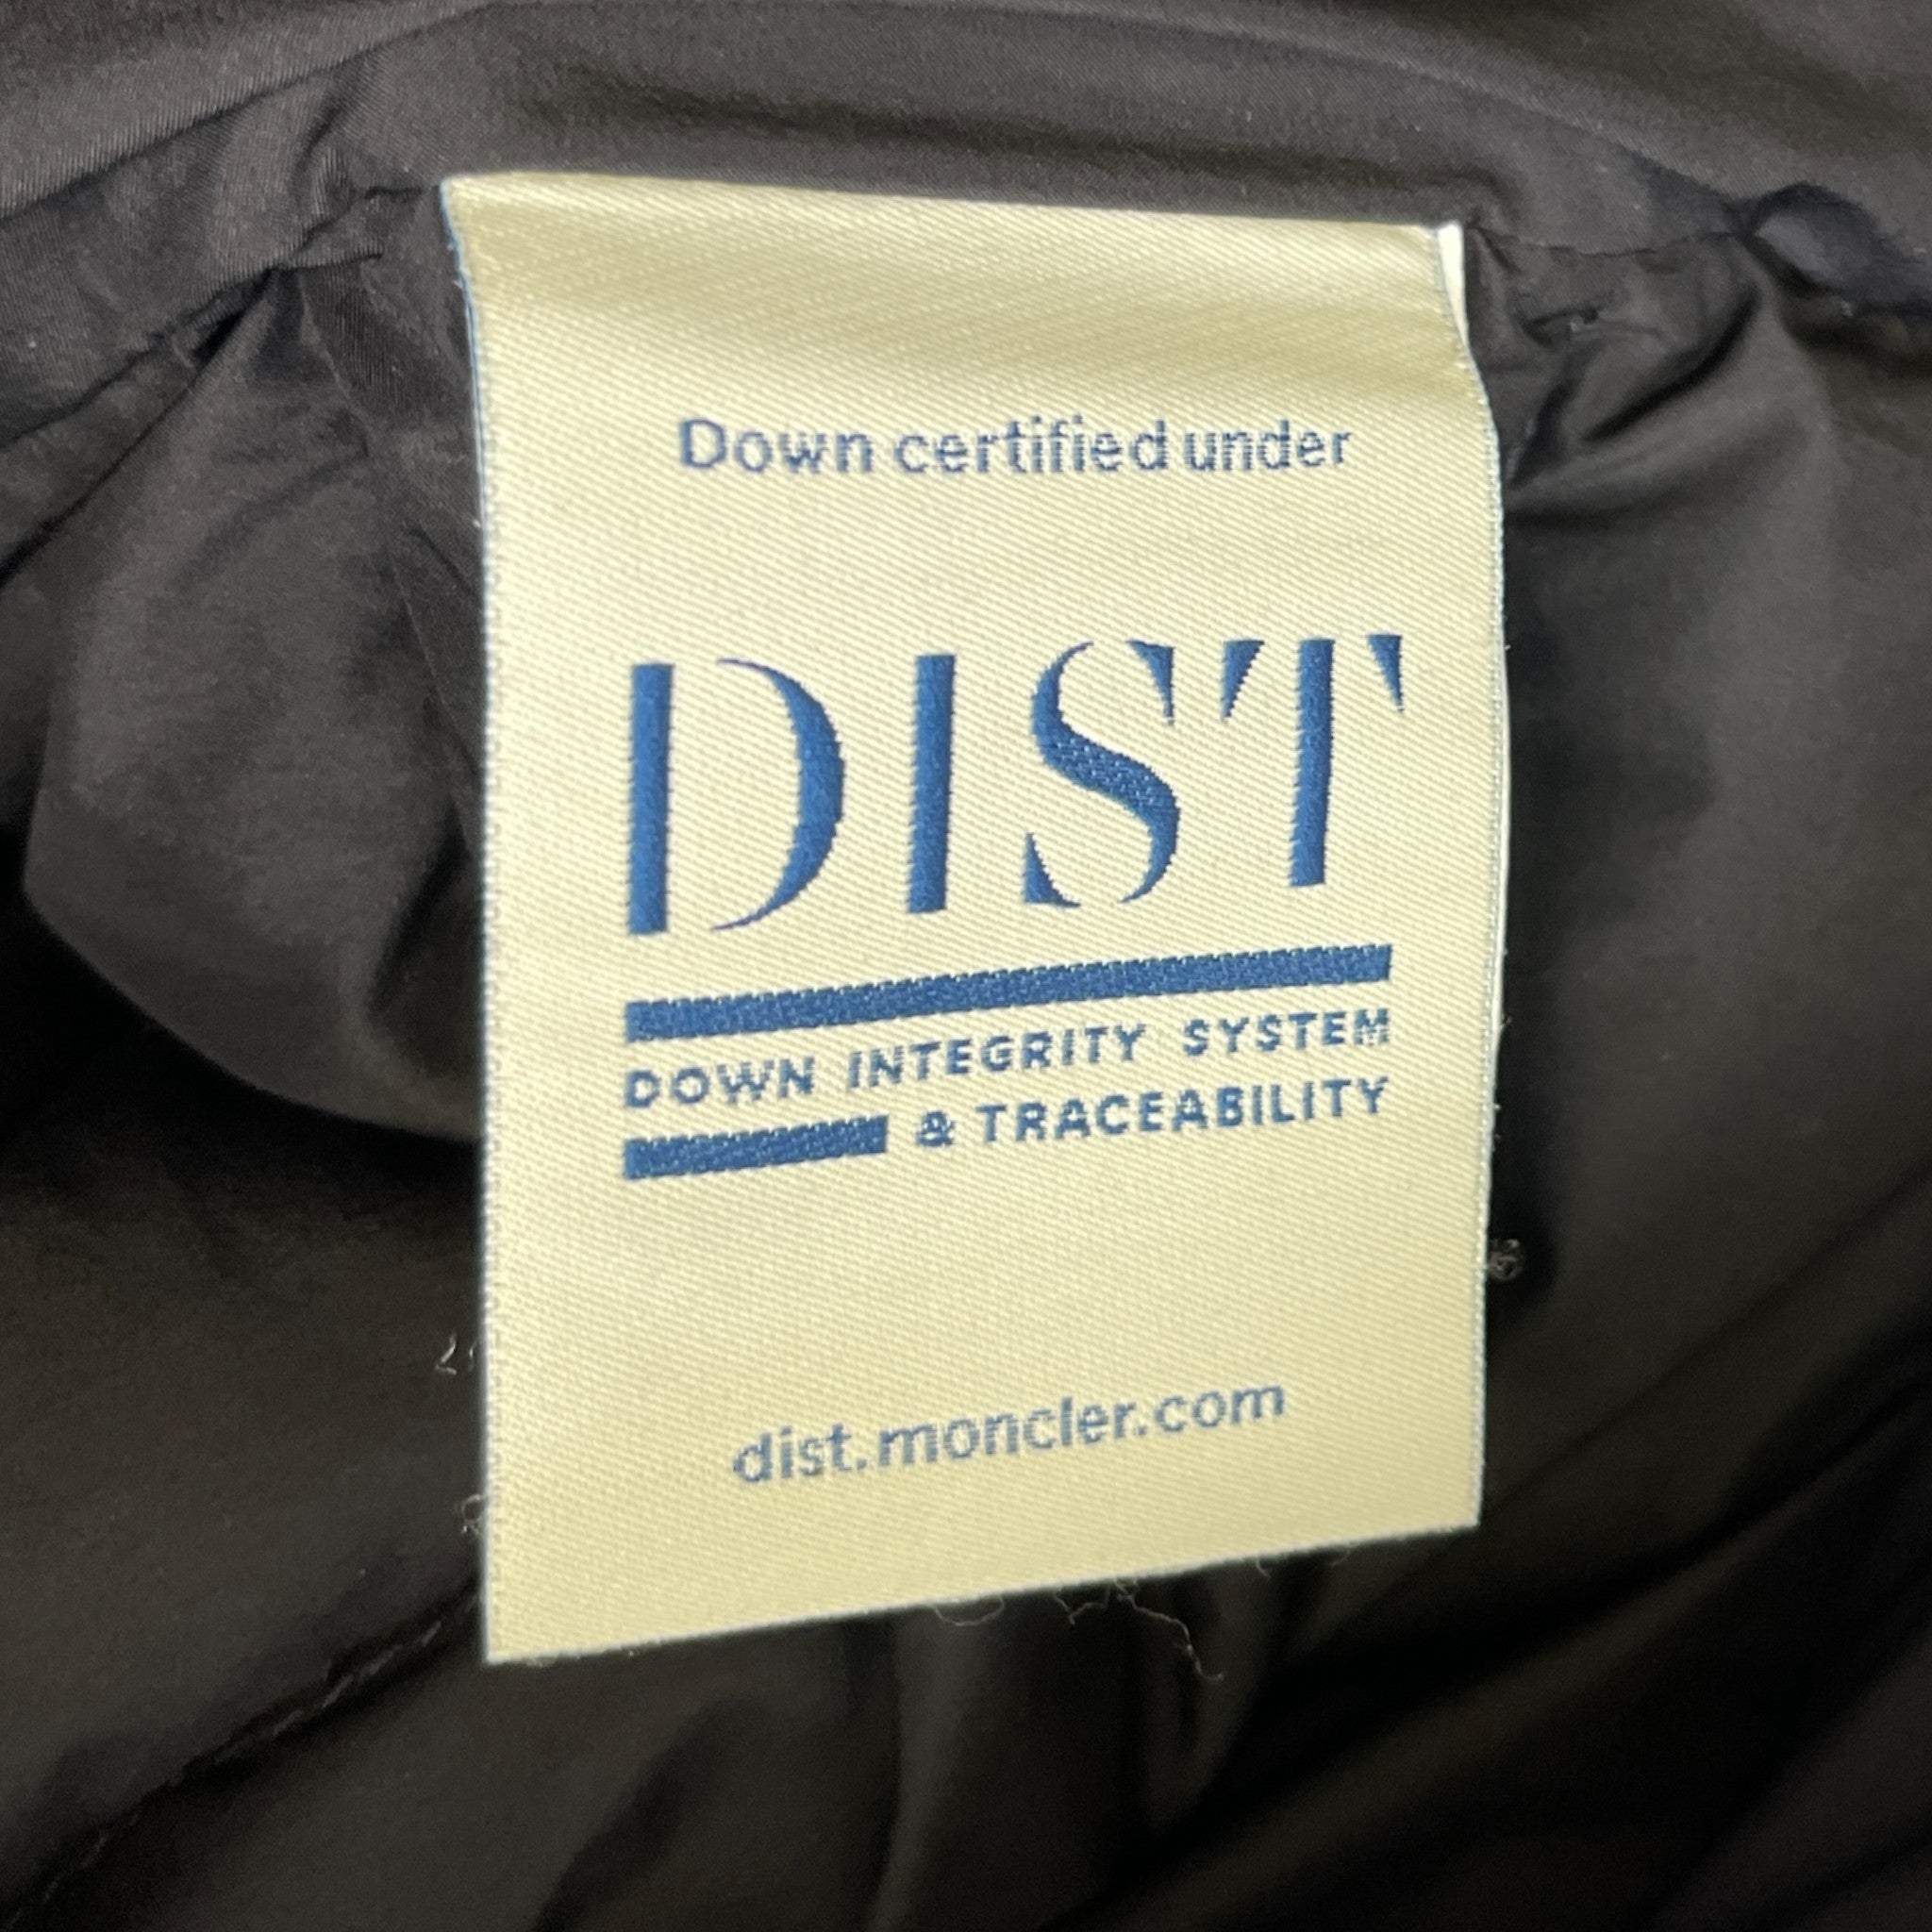 Down certified under
DIST
DOWN INTEGRITY SYSTEM
& TRACEABILITY
dist.moncler.com